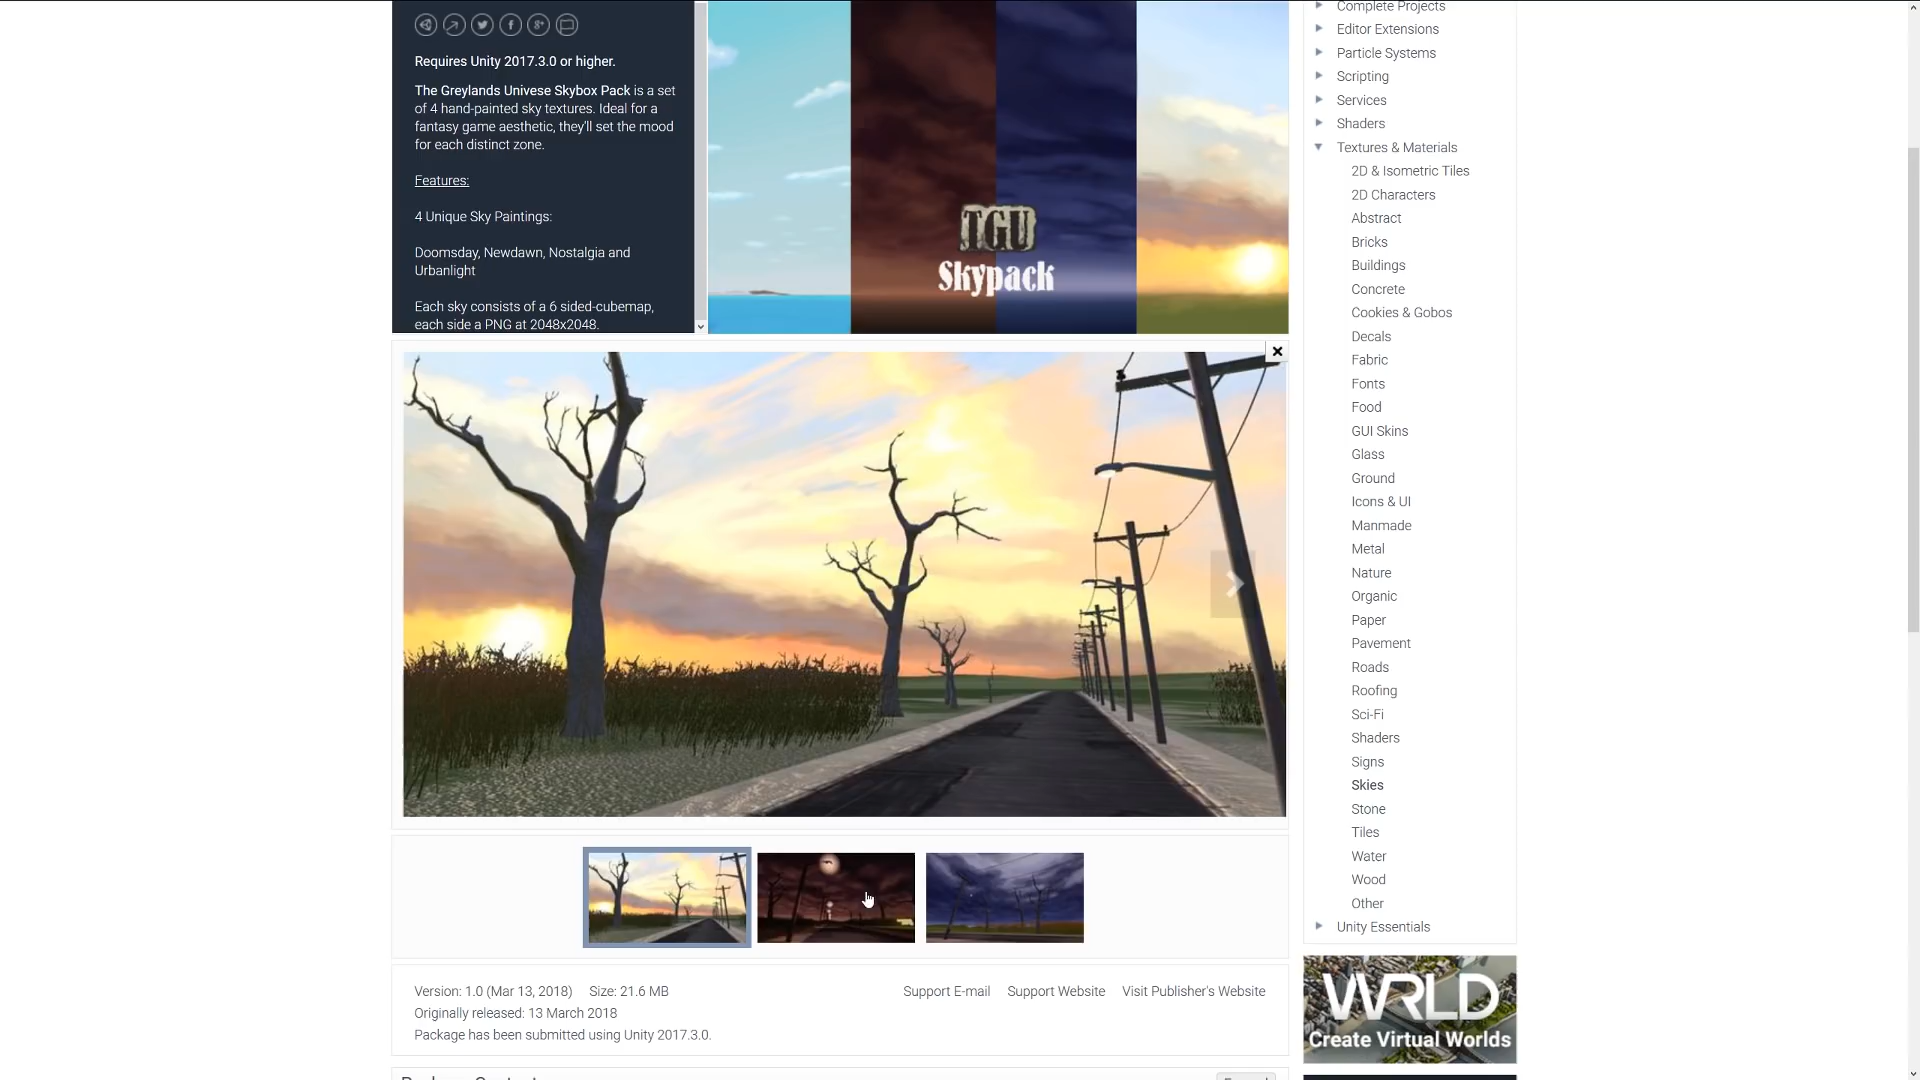 Requires Unity 2017.3.0 or higher.
The Greylands Univese Skybox Pack is a set
of 4 hand-painted sky textures. Ideal for a
fantasy game aesthetic, they'll set the mood
for each distinct zone.
Features:
4 Unique Sky Paintings:
Doomsday, Newdawn, Nostalgia and
Urbanlight
Each sky consists of a 6 sided-cubemap,
each side a PNG at 2048x2048.
TGU
Skypack
Version: 1.0 (Mar 13, 2018) Size: 21.6 MB
Support E-mail Support Website Visit Publisher's Website
Originally released: 13 March 2018
Package has been submitted using Unity 2017.3.0.
Complete Projects
Editor Extensions
Particle Systems
Scripting
Services
Shaders
Textures & Materials
2D & Isometric Tiles
2D Characters
Abstract
Bricks
Buildings
Concrete
Cookies & Gobos
Decals
Fabric
Fonts
Food
GUI Skins
Glass
Ground
Icons & UI
Manmade
Metal
Nature
Organic
Paper
Pavement
Roads
Roofing
Sci-Fi
Shaders
Signs
Skies
Stone
Tiles
Water
Wood
Other
Unity Essentials
WRLD
Create Virtual Worlds